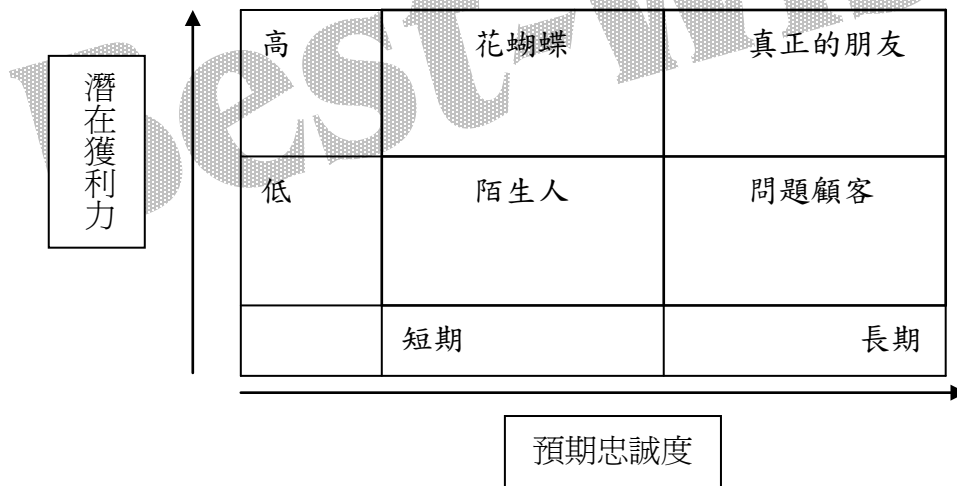 潛在獲利力
高 花蝴蝶 真正的朋友
低 陌生人 問題顧客
短期 長期
預期忠誠度